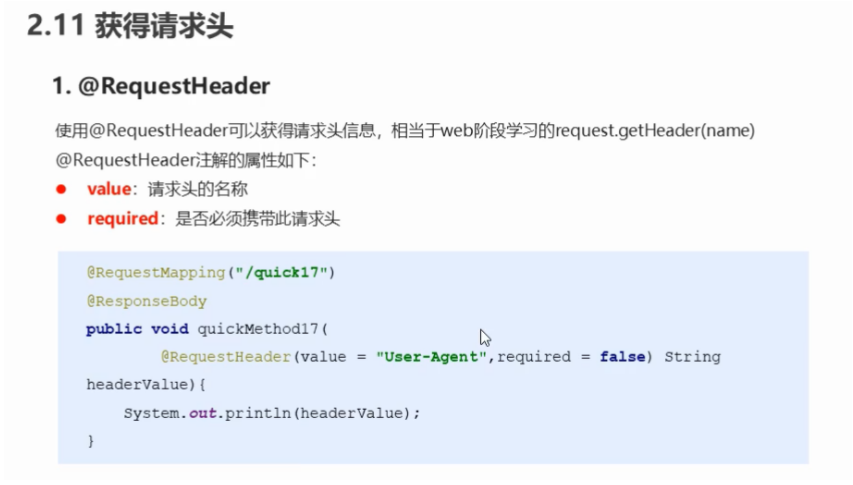 2.11 获得请求头
1. @RequestHeader
使用@RequestHeader可以获得请求头信息，相当于web阶段学习的request.getHeader(name)
@RequestHeader注解的属性如下：
● value：请求头的名称
● required：是否必须携带此请求头
@RequestMapping("/quick17")
@ResponseBody
public void quickMethod17(
@RequestHeader(value = "User-Agent",required = false) String
headerValue){
System.out.println(headerValue);
}